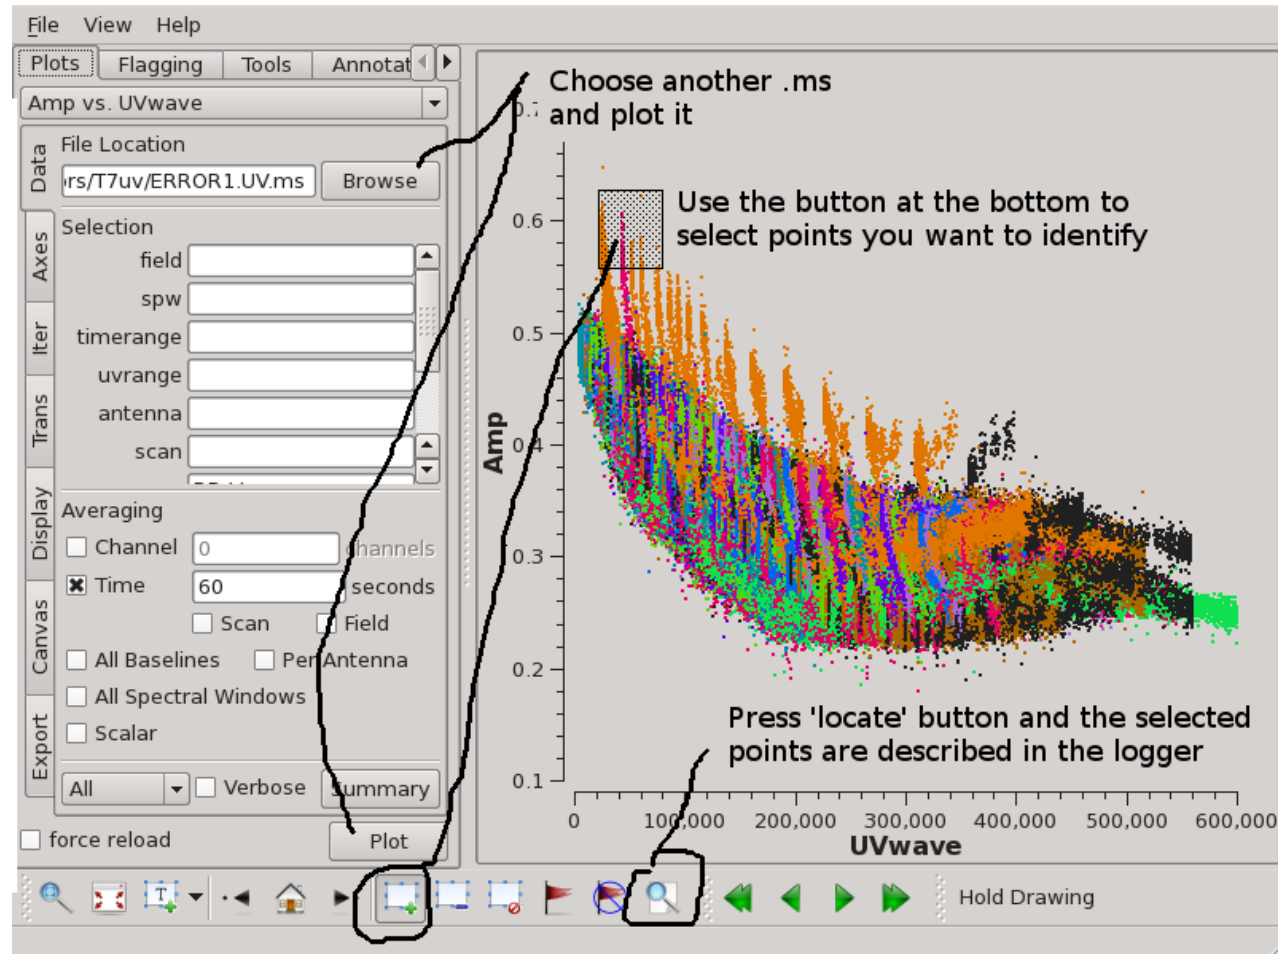 File View Help
Plots Flagging Tools Annotat
Amp vs. UVwave
Data
Axes
Iter
Trans
Display
Canvas
Export
File Location
rs/T7uv/ERROR1.UV.ms Browse
Selection
field
spw
timerange
uvrange
antenna
scan
Averaging
Channel 0 channels
Time 60 seconds
Scan Field
All Baselines Per Antenna
All Spectral Windows
Scalar
All Verbose Summary
force reload Plot
Choose another .ms
and plot it
Use the button at the bottom to
select points you want to identify
Press 'locate' button and the selected
points are described in the logger
0.7
0.6
0.5
0.4
0.3
0.2
0.1
Amp
0 100,000 200,000 300,000 400,000 500,000 600,000
UVwave
T
Hold Drawing